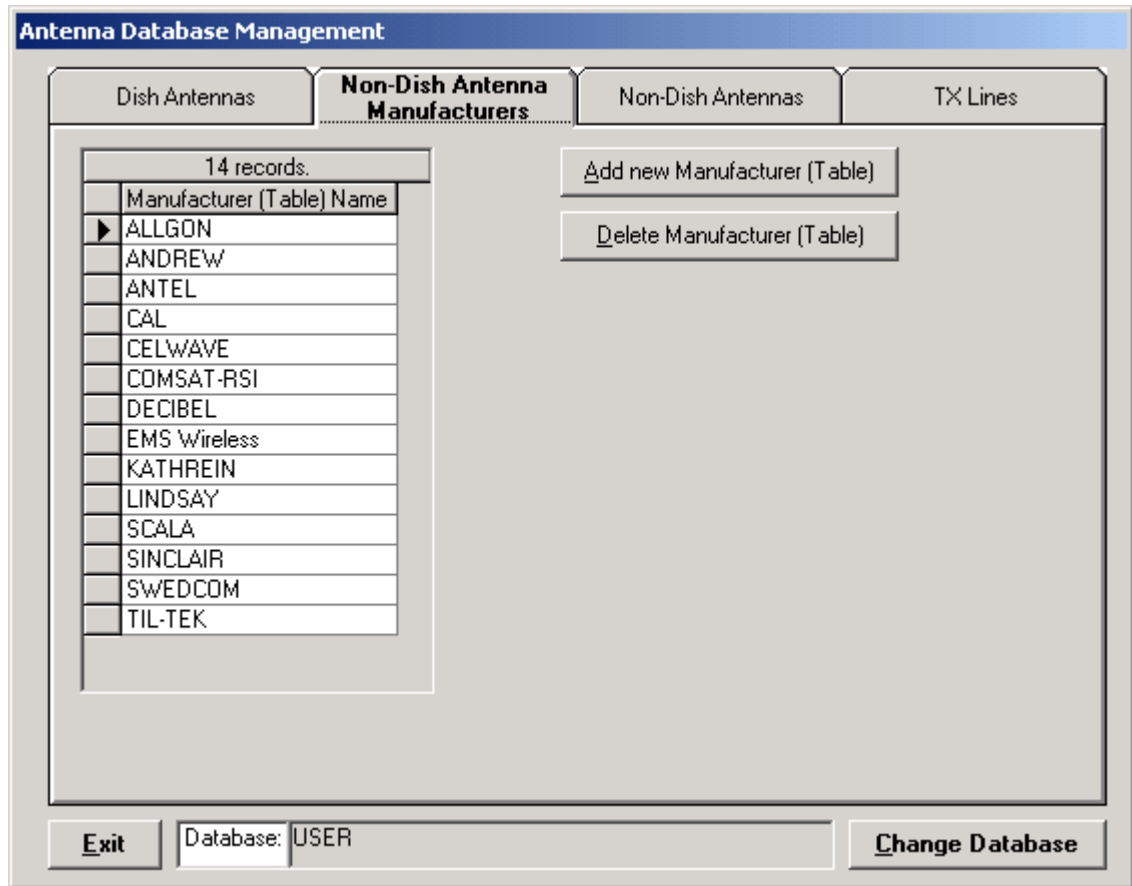 Antenna Database Management
Dish Antennas
Non-Dish Antenna
Manufacturers
Non-Dish Antennas
TX Lines
14 records.
Manufacturer (Table) Name
ALLGON
ANDREW
ANTEL
CAL
CELWAVE
COMSAT-RSI
DECIBEL
EMS Wireless
KATHREIN
LINDSAY
SCALA
SINCLAIR
SWEDCOM
TIL-TEK
Add new Manufacturer (Table)
Delete Manufacturer (Table)
Exit
Database: USER
Change Database